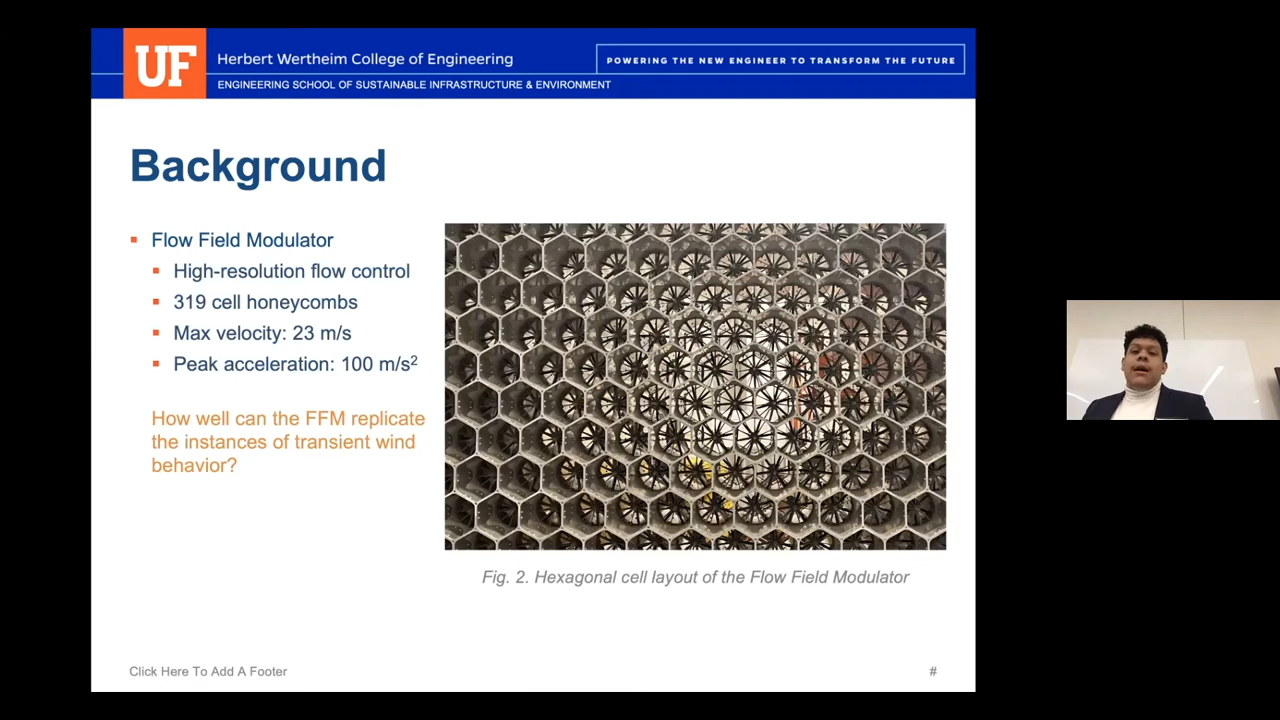 UF
Herbert Wertheim College of Engineering
POWERING THE NEW ENGINEER TO TRANSFORM THE FUTURE
ENGINEERING SCHOOL OF SUSTAINABLE INFRASTRUCTURE & ENVIRONMENT
Background
▪ Flow Field Modulator
▪ High-resolution flow control
▪ 319 cell honeycombs
▪ Max velocity: 23 m/s
▪ Peak acceleration: 100 m/s²
How well can the FFM replicate
the instances of transient wind
behavior?
Fig. 2. Hexagonal cell layout of the Flow Field Modulator
Click Here To Add A Footer
#